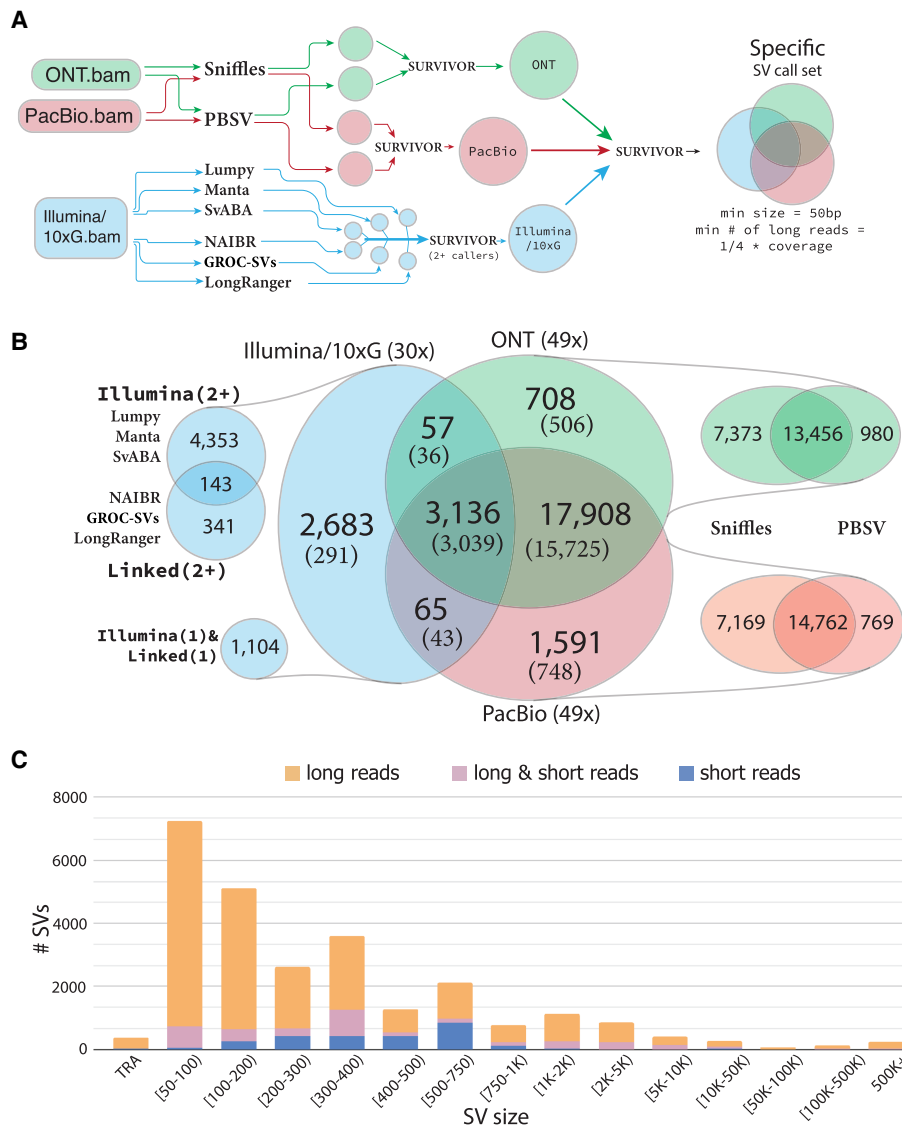 A
ONT.bam
PacBio.bam
Illumina/
10xG.bam
Sniffles
PBSV
Lumpy
Manta
SvABA
NAIBR
GROC-SVs
LongRanger
SURVIVOR
SURVIVOR
SURVIVOR
(2+ callers)
ONT
PacBio
Illumina
/10xG
SURVIVOR
Specific
SV call set
min size = 50bp
min # of long reads =
1/4 * coverage
B
Illumina/10xG (30x)
ONT (49x)
PacBio (49x)
Illumina(2+)
Lumpy
Manta
SvABA
NAIBR
GROC-SVs
LongRanger
Linked(2+)
4,353
143
341
Illumina(1)&
Linked(1)
1,104
708
(506)
57
(36)
2,683
(291)
3,136
(3,039)
17,908
(15,725)
65
(43)
1,591
(748)
7,373 13,456 980
Sniffles PBSV
7,169 14,762 769
C
long reads long & short reads short reads
# SVs
8000
6000
4000
2000
0
TRA
[50-100)
[100-200)
[200-300)
[300-400)
[400-500)
[500-750)
[750-1K)
[1K-2K)
[2K-5K)
[5K-10K)
[10K-50K)
[50K-100K)
[100K-500K)
500K+
SV size